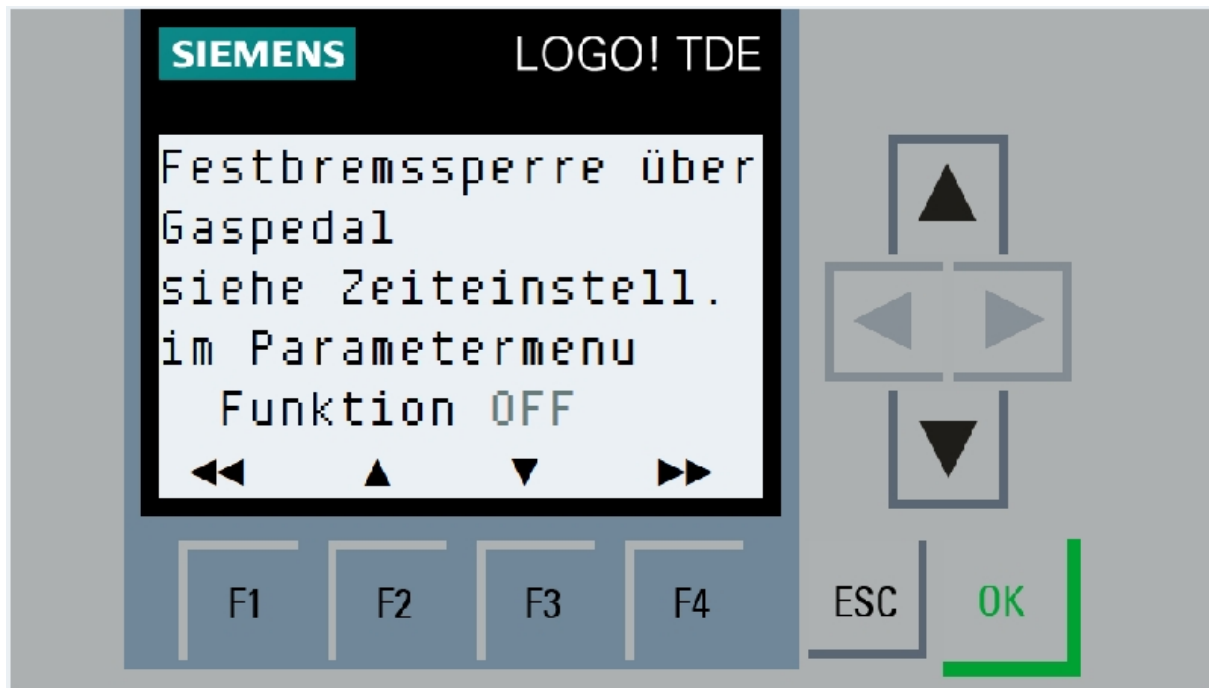 SIEMENS LOGO! TDE
Festbremssperre über
Gaspedal
siehe Zeiteinstell.
im Parametermenu
Funktion OFF
F1 F2 F3 F4 ESC OK